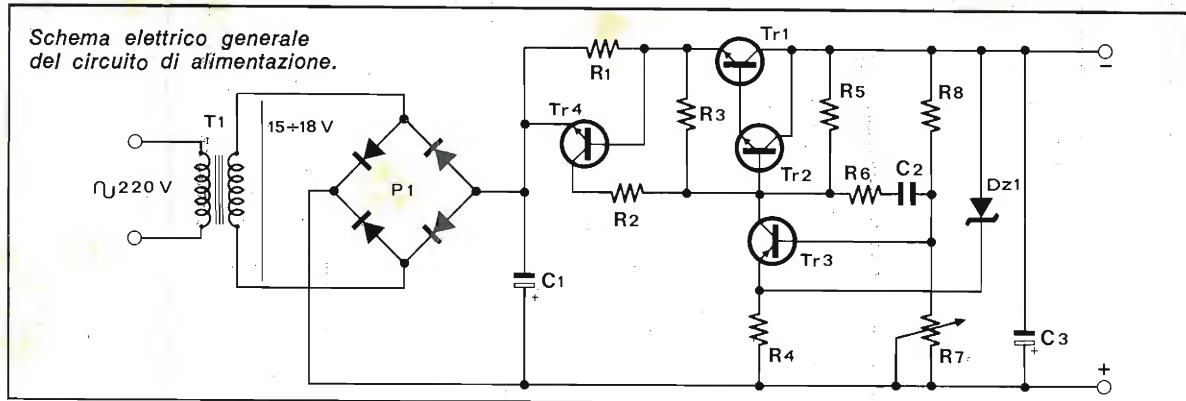 Schema elettrico generale
del circuito di alimentazione.
T1
15÷18 V
∿220 V
P1
C1
+
R1
Tr4
R2
R3
Tr1
Tr2
Tr3
R4
R5
R6
C2
R8
R7
Dz1
C3
+
−
+